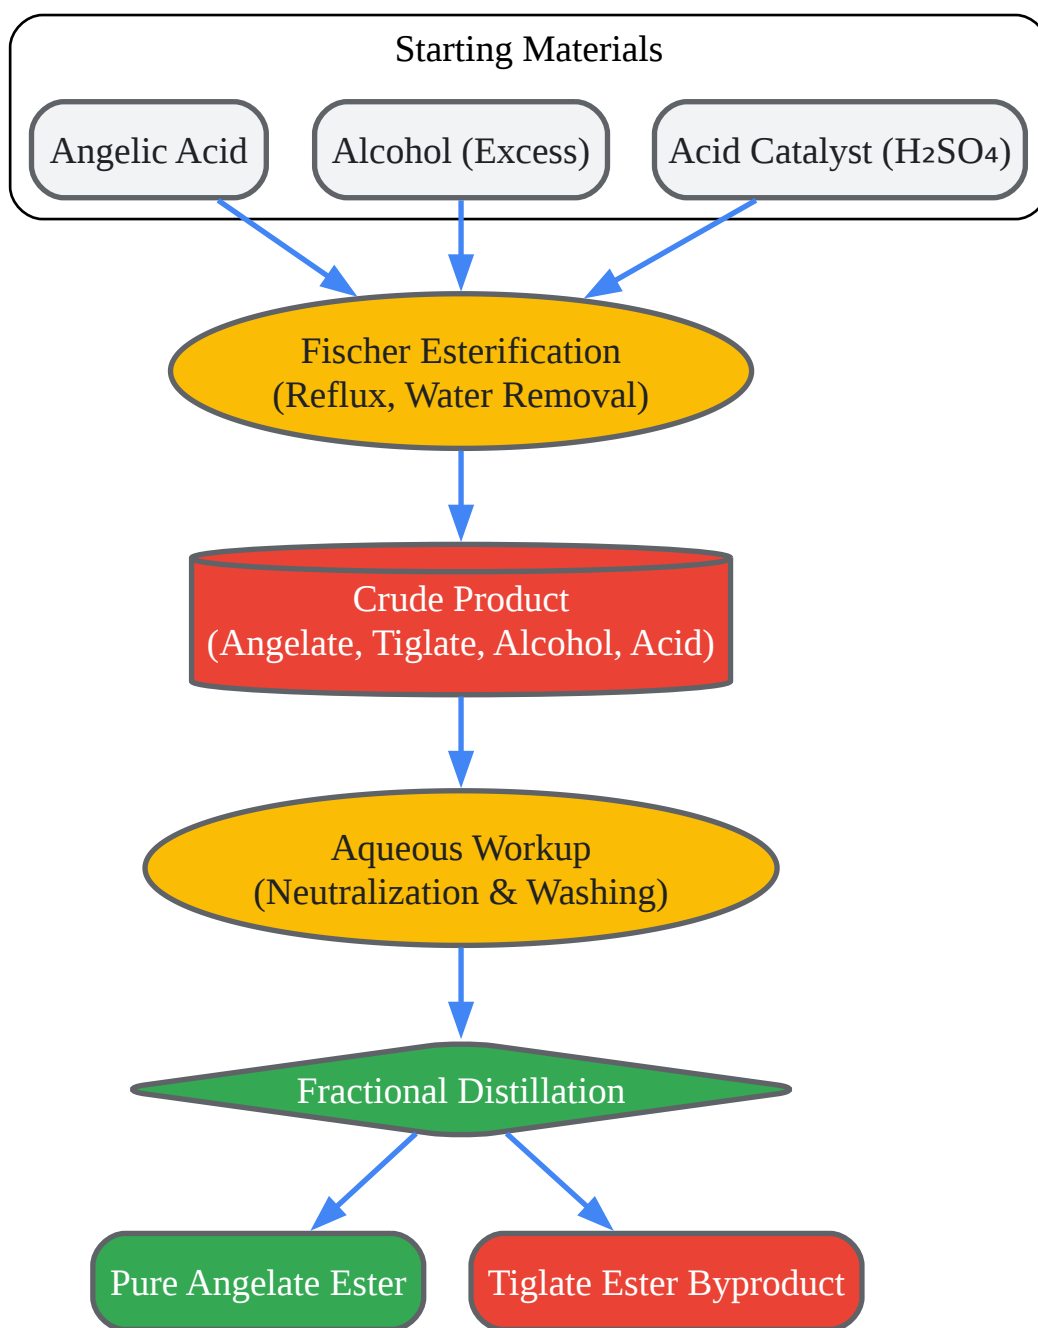 Starting Materials
Angelic Acid
Alcohol (Excess)
Acid Catalyst (H₂SO₄)
Fischer Esterification
(Reflux, Water Removal)
Crude Product
(Angelate, Tiglate, Alcohol, Acid)
Aqueous Workup
(Neutralization & Washing)
Fractional Distillation
Pure Angelate Ester
Tiglate Ester Byproduct